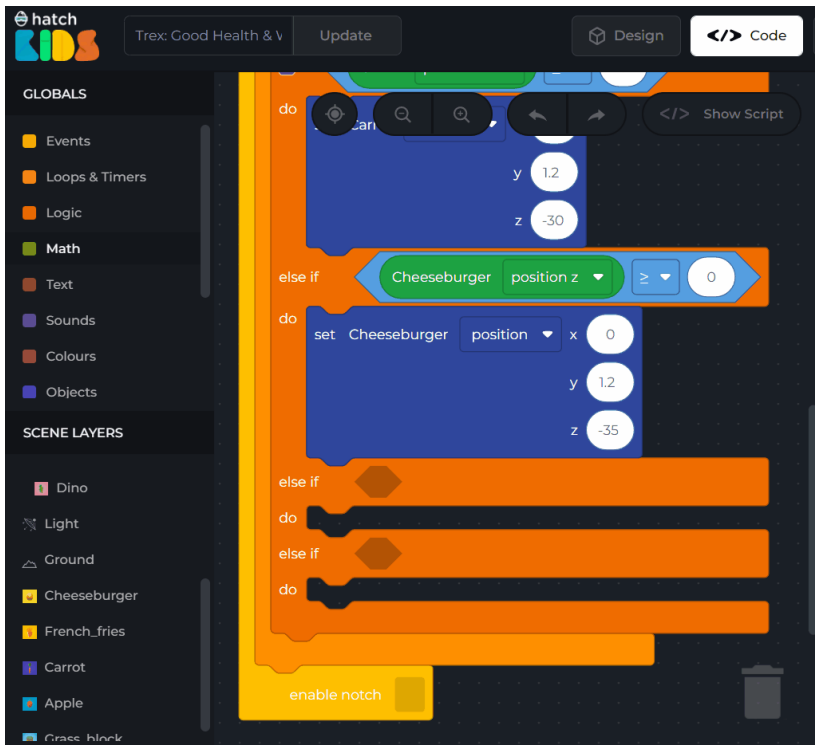 hatch
KIDS
Trex: Good Health & V
Update
Design
</> Code
GLOBALS
Events
Loops & Timers
Logic
Math
Text
Sounds
Colours
Objects
SCENE LAYERS
Dino
Light
Ground
Cheeseburger
French_fries
Carrot
Apple
Grass_block
</> Show Script
do
y 1.2
z -30
else if Cheeseburger position z ≥ 0
do
set Cheeseburger position x 0
y 1.2
z -35
else if
do
else if
do
enable notch